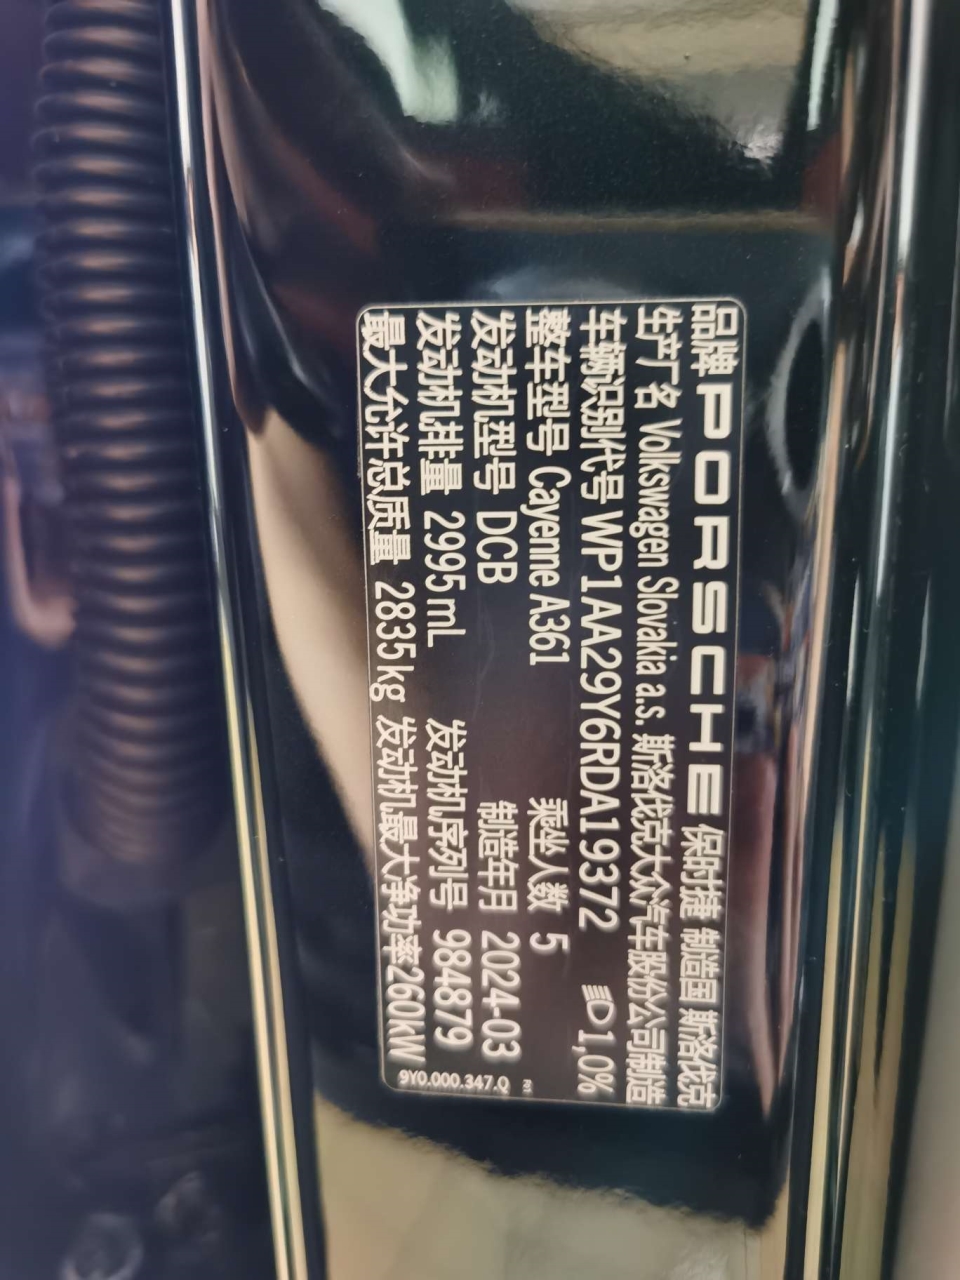 品牌 PORSCHE 保时捷 制造国 斯洛伐克
生产厂名 Volkswagen Slovakia a.s. 斯洛伐克大众汽车股份公司制造
车辆识别代号 WP1AA29Y6RDA19372 1,0%
整车型号 Cayenne A361 乘坐人数 5
发动机型号 DCB 制造年月 2024-03
发动机排量 2995 mL 发动机序列号 984879
最大允许总质量 2835 kg 发动机最大净功率260kW
9Y0.000.347.Q